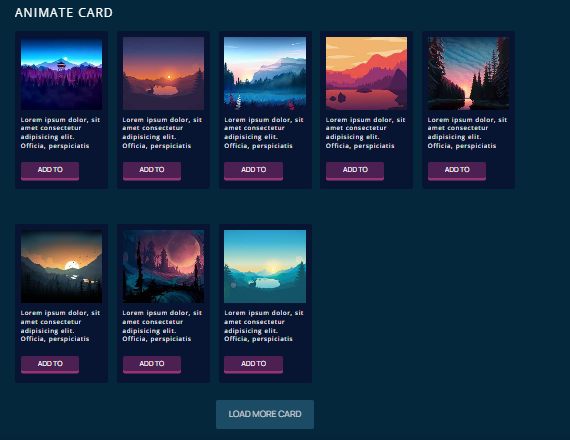 ANIMATE CARD
Lorem ipsum dolor, sit
amet consectetur
adipisicing elit.
Officia, perspiciatis
ADD TO
Lorem ipsum dolor, sit
amet consectetur
adipisicing elit.
Officia, perspiciatis
ADD TO
Lorem ipsum dolor, sit
amet consectetur
adipisicing elit.
Officia, perspiciatis
ADD TO
Lorem ipsum dolor, sit
amet consectetur
adipisicing elit.
Officia, perspiciatis
ADD TO
Lorem ipsum dolor, sit
amet consectetur
adipisicing elit.
Officia, perspiciatis
ADD TO
Lorem ipsum dolor, sit
amet consectetur
adipisicing elit.
Officia, perspiciatis
ADD TO
Lorem ipsum dolor, sit
amet consectetur
adipisicing elit.
Officia, perspiciatis
ADD TO
Lorem ipsum dolor, sit
amet consectetur
adipisicing elit.
Officia, perspiciatis
ADD TO
LOAD MORE CARD